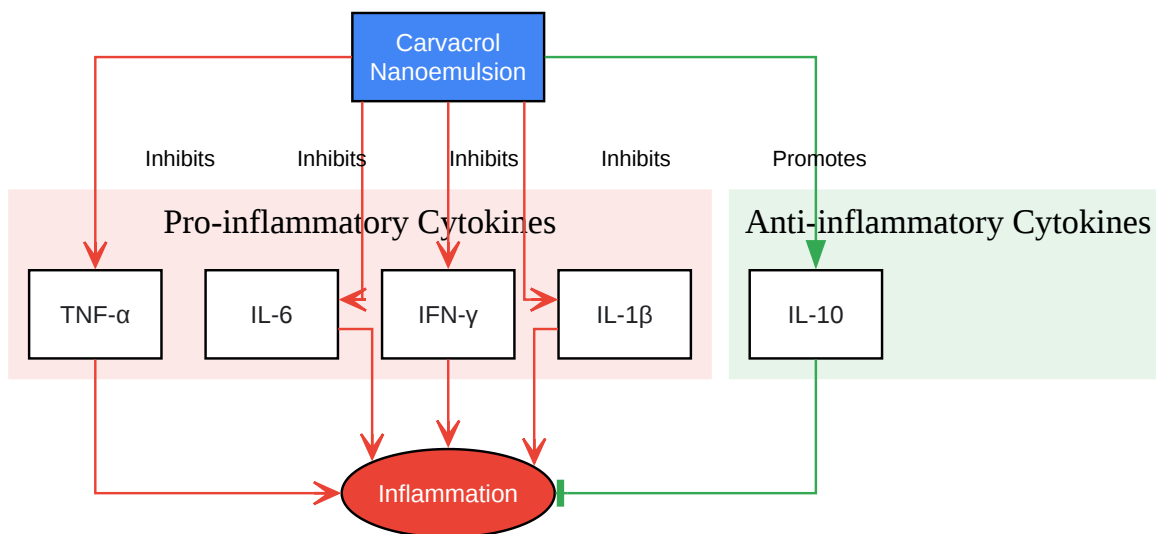 Carvacrol
Nanoemulsion
Inhibits
Inhibits
Inhibits
Inhibits
Promotes
Pro-inflammatory Cytokines
Anti-inflammatory Cytokines
TNF-α
IL-6
IFN-γ
IL-1β
IL-10
Inflammation